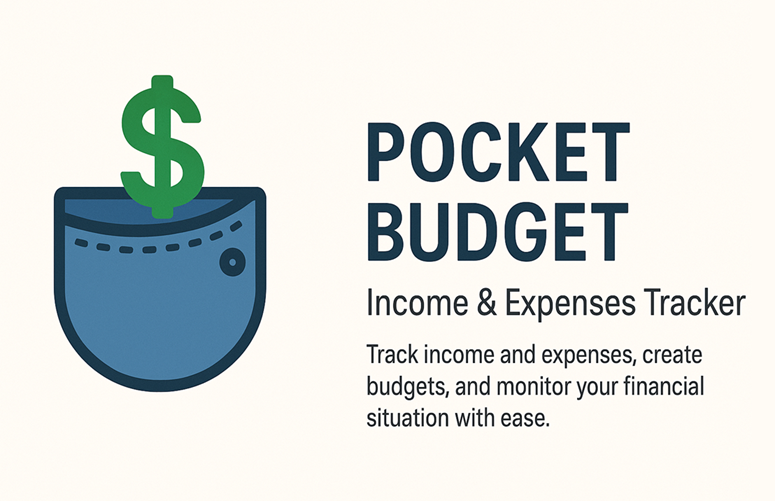 $
POCKET
BUDGET
Income & Expenses Tracker
Track income and expenses, create
budgets, and monitor your financial
situation with ease.